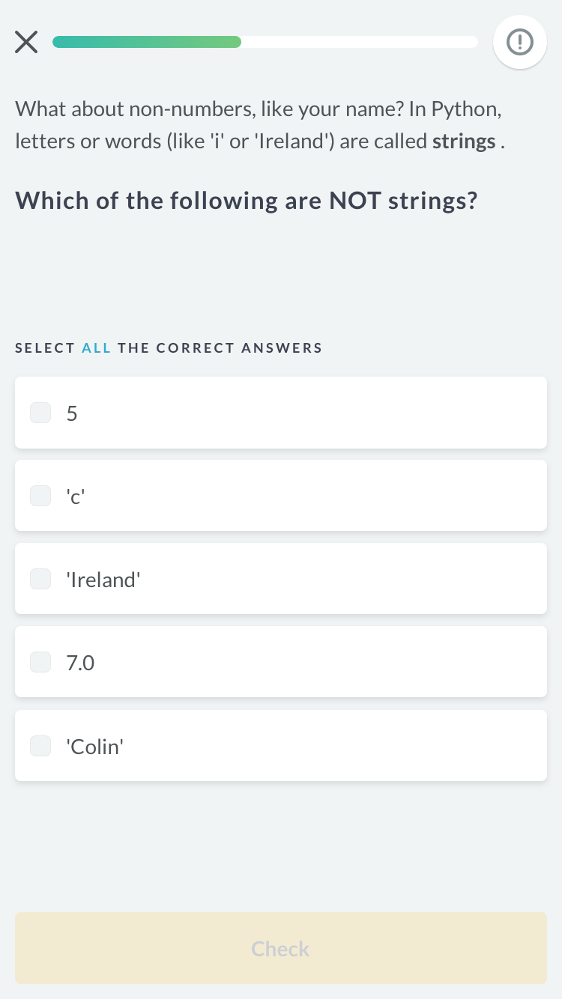 What about non-numbers, like your name? In Python,
letters or words (like 'i' or 'Ireland') are called strings .
Which of the following are NOT strings?
SELECT ALL THE CORRECT ANSWERS
5
'c'
'Ireland'
7.0
'Colin'
Check